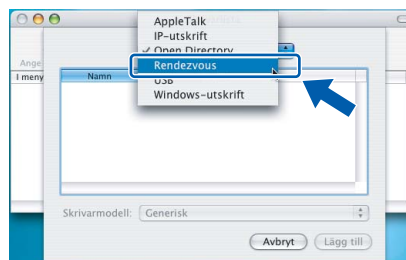 AppleTalk
IP-utskrift
✓ Open Directory
Rendezvous
USB
Windows-utskrift
Ange
I meny
Namn
Skrivarmodell: Generisk
Avbryt Lägg till